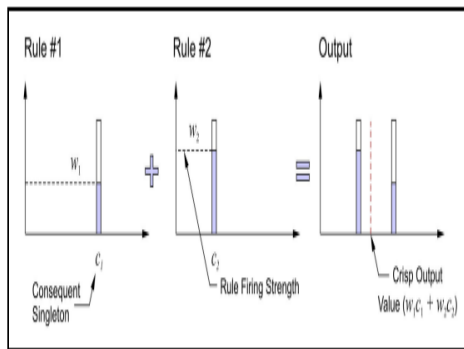 Rule #1
Rule #2
Output
w₁
w₂
+
=
c₁
c₂
Consequent
Singleton
Rule Firing Strength
Crisp Output
Value (w₁c₁ + w₂c₂)